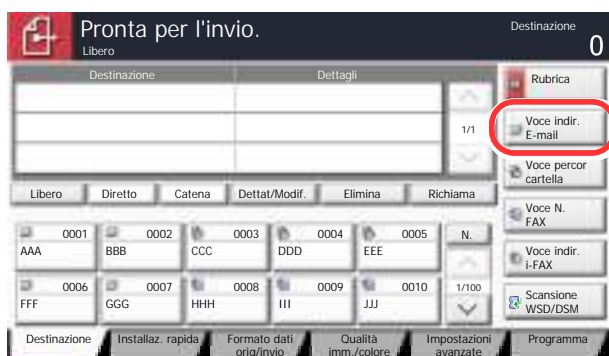 Pronta per l'invio.
Libero
Destinazione
0
Destinazione Dettagli
1/1
Rubrica
Voce indir.
E-mail
Voce percor
cartella
Voce N.
FAX
Voce indir.
i-FAX
Scansione
WSD/DSM
Libero Diretto Catena Dettat/Modif. Elimina Richiama
0001 0002 0003 0004 0005 N.
AAA BBB CCC DDD EEE
0006 0007 0008 0009 0010 1/100
FFF GGG HHH III JJJ
Destinazione Installaz. rapida Formato dati Qualità Impostazioni Programma
orig/invio imm./colore avanzate